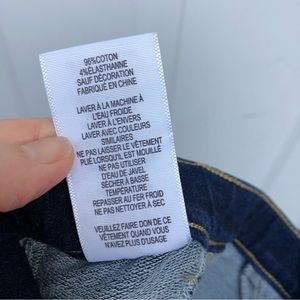 96%COTON
4%ÉLASTHANNE
SAUF DÉCORATION
FABRIQUÉ EN CHINE
LAVER À LA MACHINE À
L'EAU FROIDE
LAVER À L'ENVERS
LAVER AVEC COULEURS
SIMILAIRES
NE PAS LAISSER LE VÊTEMENT
PLIÉ LORSQU'IL EST MOUILLÉ
NE PAS UTILISER
D'EAU DE JAVEL
SÉCHER À BASSE
TEMPÉRATURE
REPASSER AU FER FROID
NE PAS NETTOYER À SEC
VEUILLEZ FAIRE DON DE CE
VÊTEMENT QUAND VOUS
N'AVEZ PLUS D'USAGE